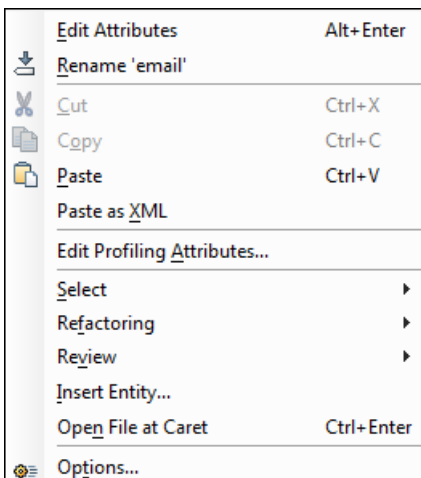 Edit Attributes Alt+Enter
Rename 'email'
Cut Ctrl+X
Copy Ctrl+C
Paste Ctrl+V
Paste as XML
Edit Profiling Attributes...
Select
Refactoring
Review
Insert Entity...
Open File at Caret Ctrl+Enter
Options...